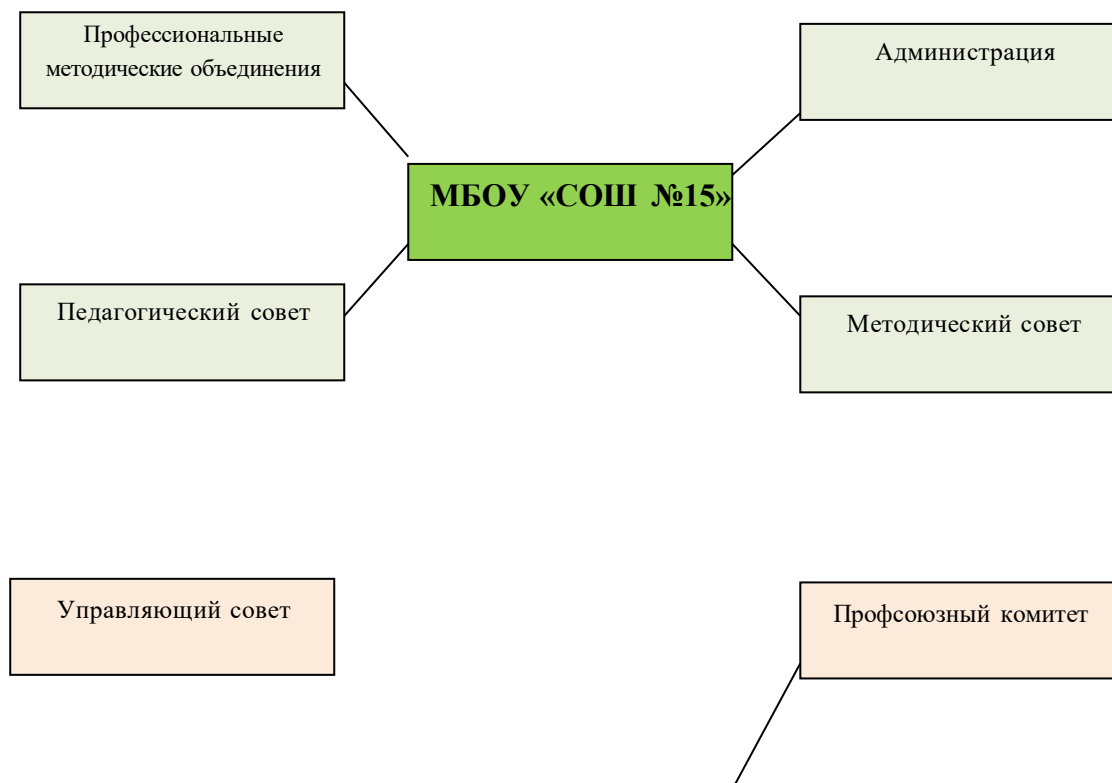 Профессиональные
методические объединения
Администрация
МБОУ «СОШ №15»
Педагогический совет
Методический совет
Управляющий совет
Профсоюзный комитет